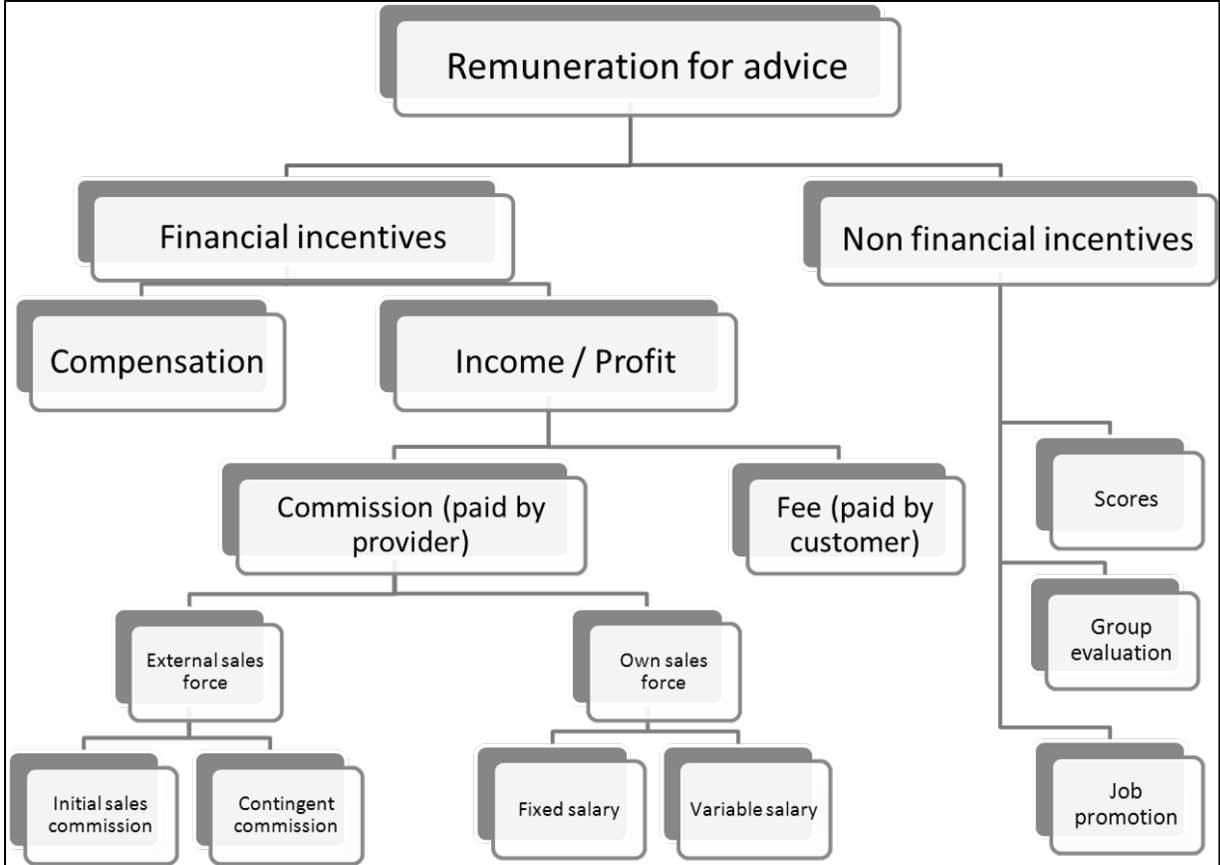 Remuneration for advice
Financial incentives
Non financial incentives
Compensation
Income / Profit
Commission (paid by
provider)
Fee (paid by
customer)
Scores
Group
evaluation
External sales
force
Own sales
force
Initial sales
commission
Contingent
commission
Fixed salary
Variable salary
Job
promotion